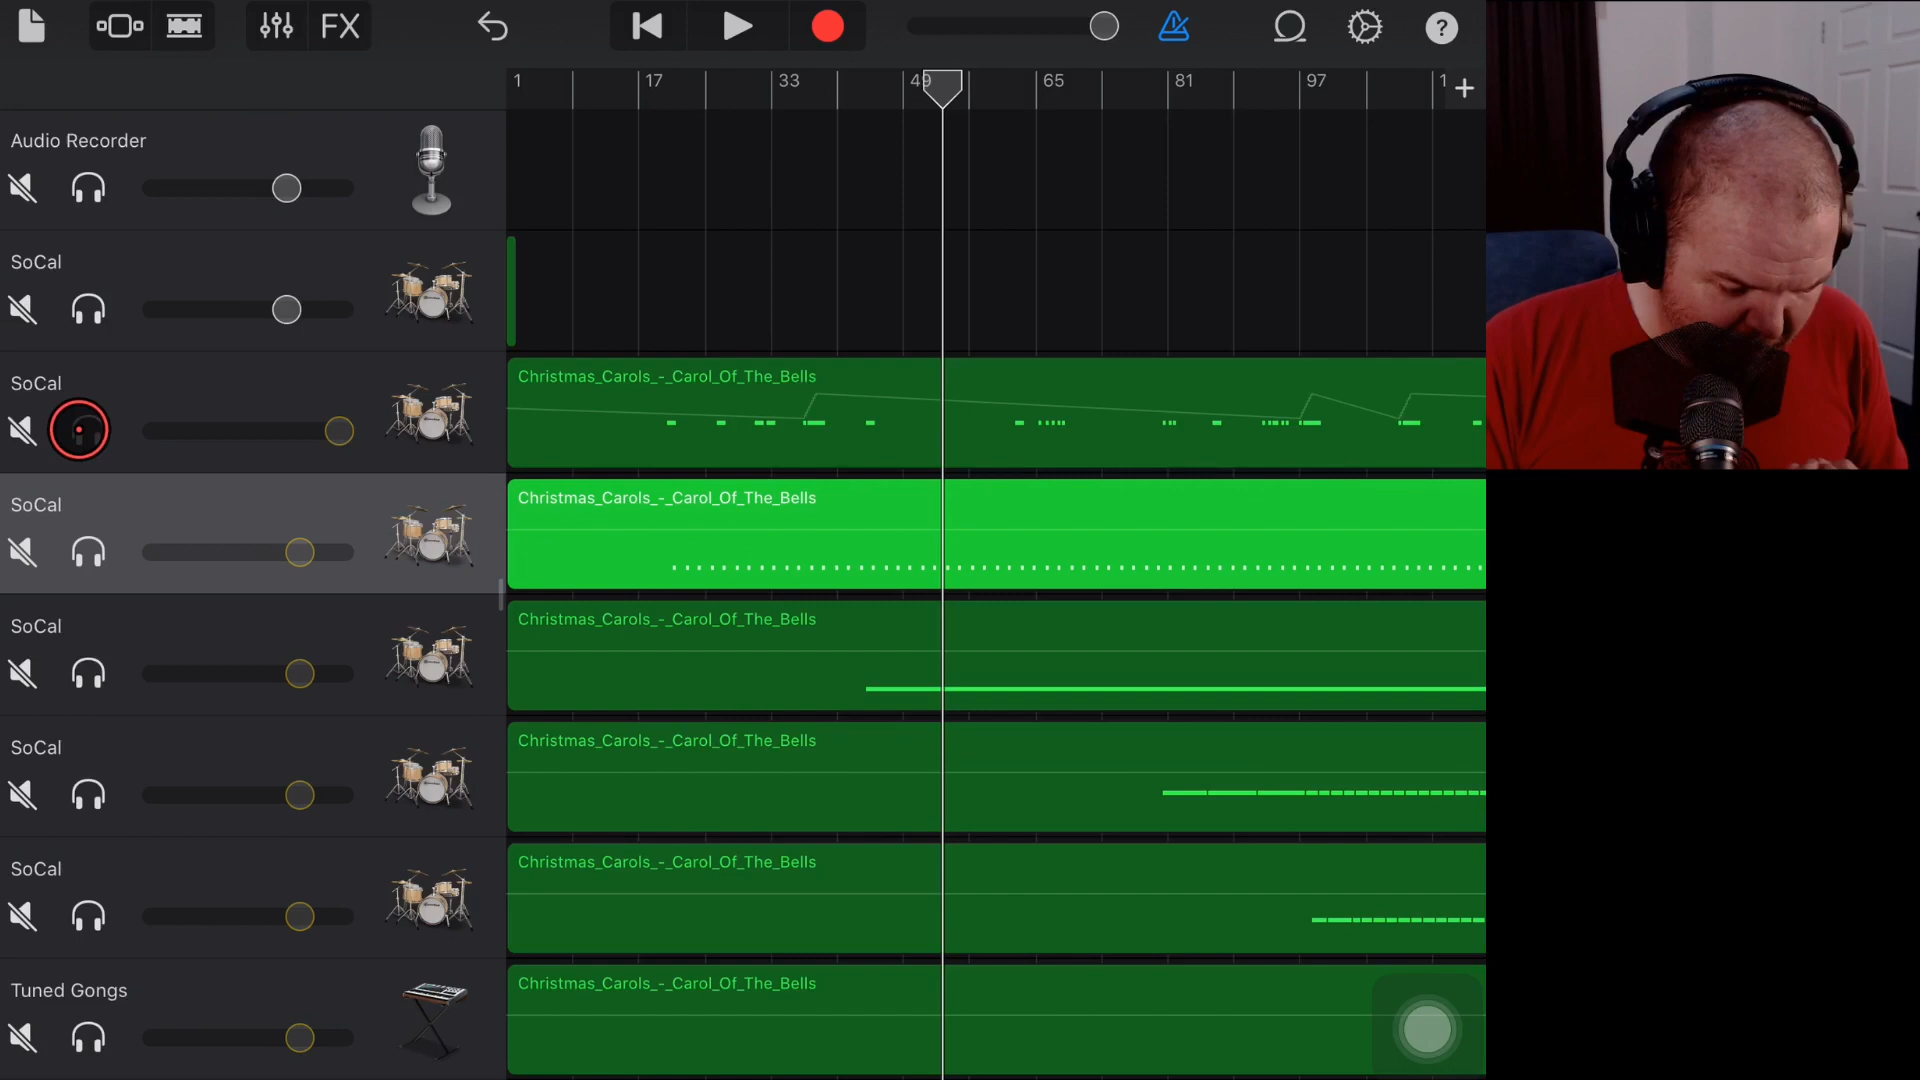 FX
?
1
17
33
49
65
81
97
1
+
Audio Recorder
SoCal
SoCal
Christmas_Carols_-_Carol_Of_The_Bells
SoCal
Christmas_Carols_-_Carol_Of_The_Bells
SoCal
Christmas_Carols_-_Carol_Of_The_Bells
SoCal
Christmas_Carols_-_Carol_Of_The_Bells
SoCal
Christmas_Carols_-_Carol_Of_The_Bells
Tuned Gongs
Christmas_Carols_-_Carol_Of_The_Bells